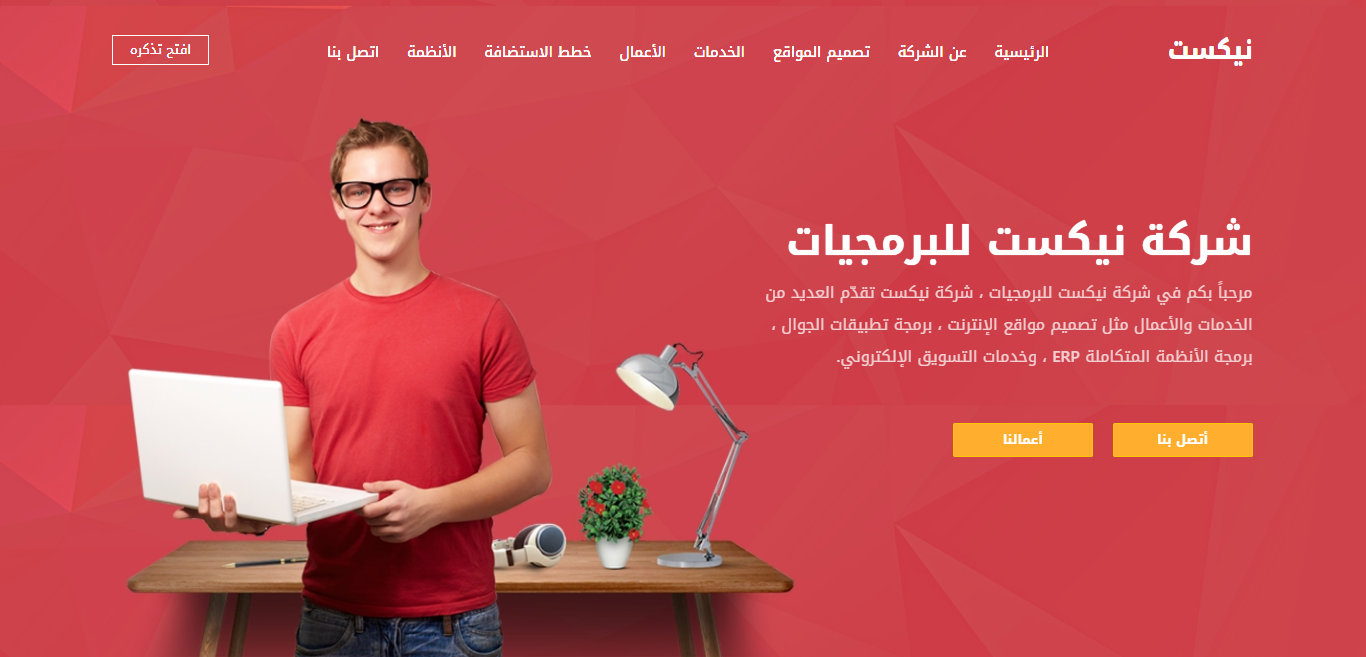 نيكست
الرئيسية عن الشركة تصميم المواقع الخدمات الأعمال خطط الاستضافة الأنظمة اتصل بنا
افتح تذكره
شركة نيكست للبرمجيات
مرحباً بكم في شركة نيكست للبرمجيات ، شركة نيكست تقدّم العديد من
الخدمات والأعمال مثل تصميم مواقع الإنترنت ، برمجة تطبيقات الجوال ،
برمجة الأنظمة المتكاملة ERP ، وخدمات التسويق الإلكتروني.
أتصل بنا
أعمالنا